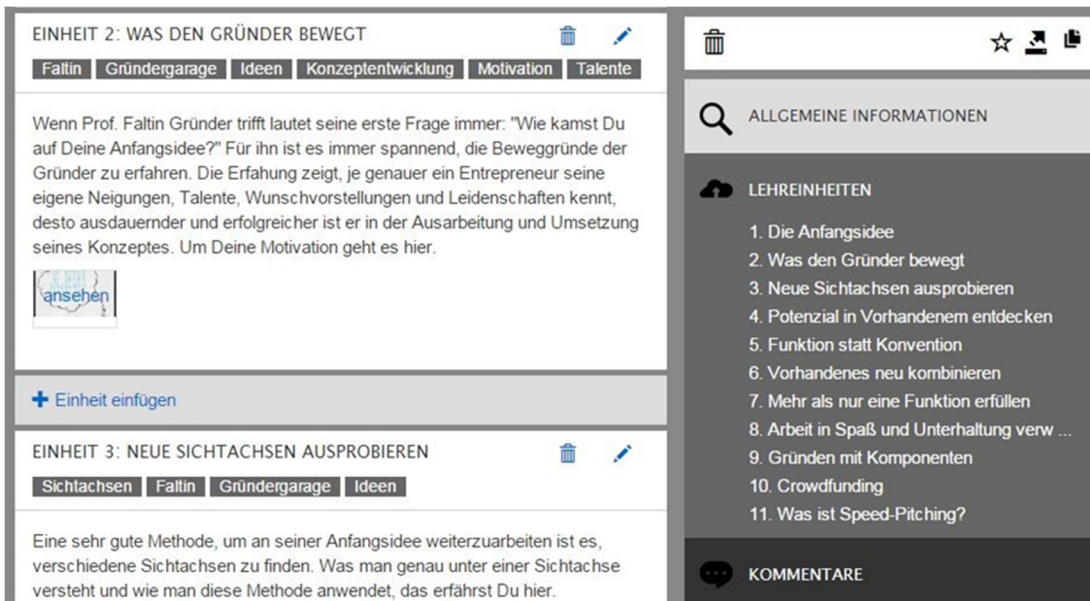 EINHEIT 2: WAS DEN GRÜNDER BEWEGT
Faltin Gründergarage Ideen Konzeptentwicklung Motivation Talente
Wenn Prof. Faltin Gründer trifft lautet seine erste Frage immer: "Wie kamst Du
auf Deine Anfangsidee?" Für ihn ist es immer spannend, die Beweggründe der
Gründer zu erfahren. Die Erfahung zeigt, je genauer ein Entrepreneur seine
eigene Neigungen, Talente, Wunschvorstellungen und Leidenschaften kennt,
desto ausdauernder und erfolgreicher ist er in der Ausarbeitung und Umsetzung
seines Konzeptes. Um Deine Motivation geht es hier.
ansehen
Einheit einfügen
EINHEIT 3: NEUE SICHTACHSEN AUSPROBIEREN
Sichtachsen Faltin Gründergarage Ideen
Eine sehr gute Methode, um an seiner Anfangsidee weiterzuarbeiten ist es,
verschiedene Sichtachsen zu finden. Was man genau unter einer Sichtachse
versteht und wie man diese Methode anwendet, das erfährst Du hier.
ALLGEMEINE INFORMATIONEN
LEHREINHEITEN
1. Die Anfangsidee
2. Was den Gründer bewegt
3. Neue Sichtachsen ausprobieren
4. Potenzial in Vorhandenem entdecken
5. Funktion statt Konvention
6. Vorhandenes neu kombinieren
7. Mehr als nur eine Funktion erfüllen
8. Arbeit in Spaß und Unterhaltung verw ...
9. Gründen mit Komponenten
10. Crowdfunding
11. Was ist Speed-Pitching?
KOMMENTARE